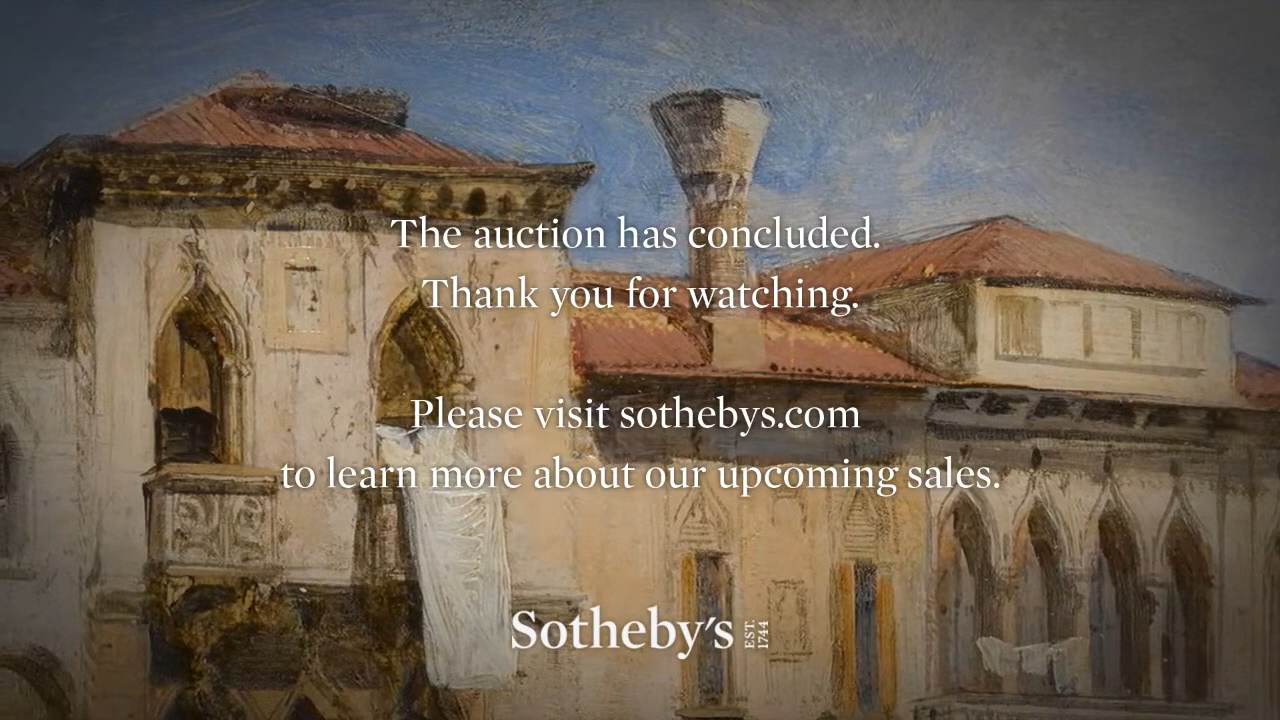 The auction has concluded.
Thank you for watching.
Please visit sothebys.com
to learn more about our upcoming sales.
Sotheby's EST. 1744